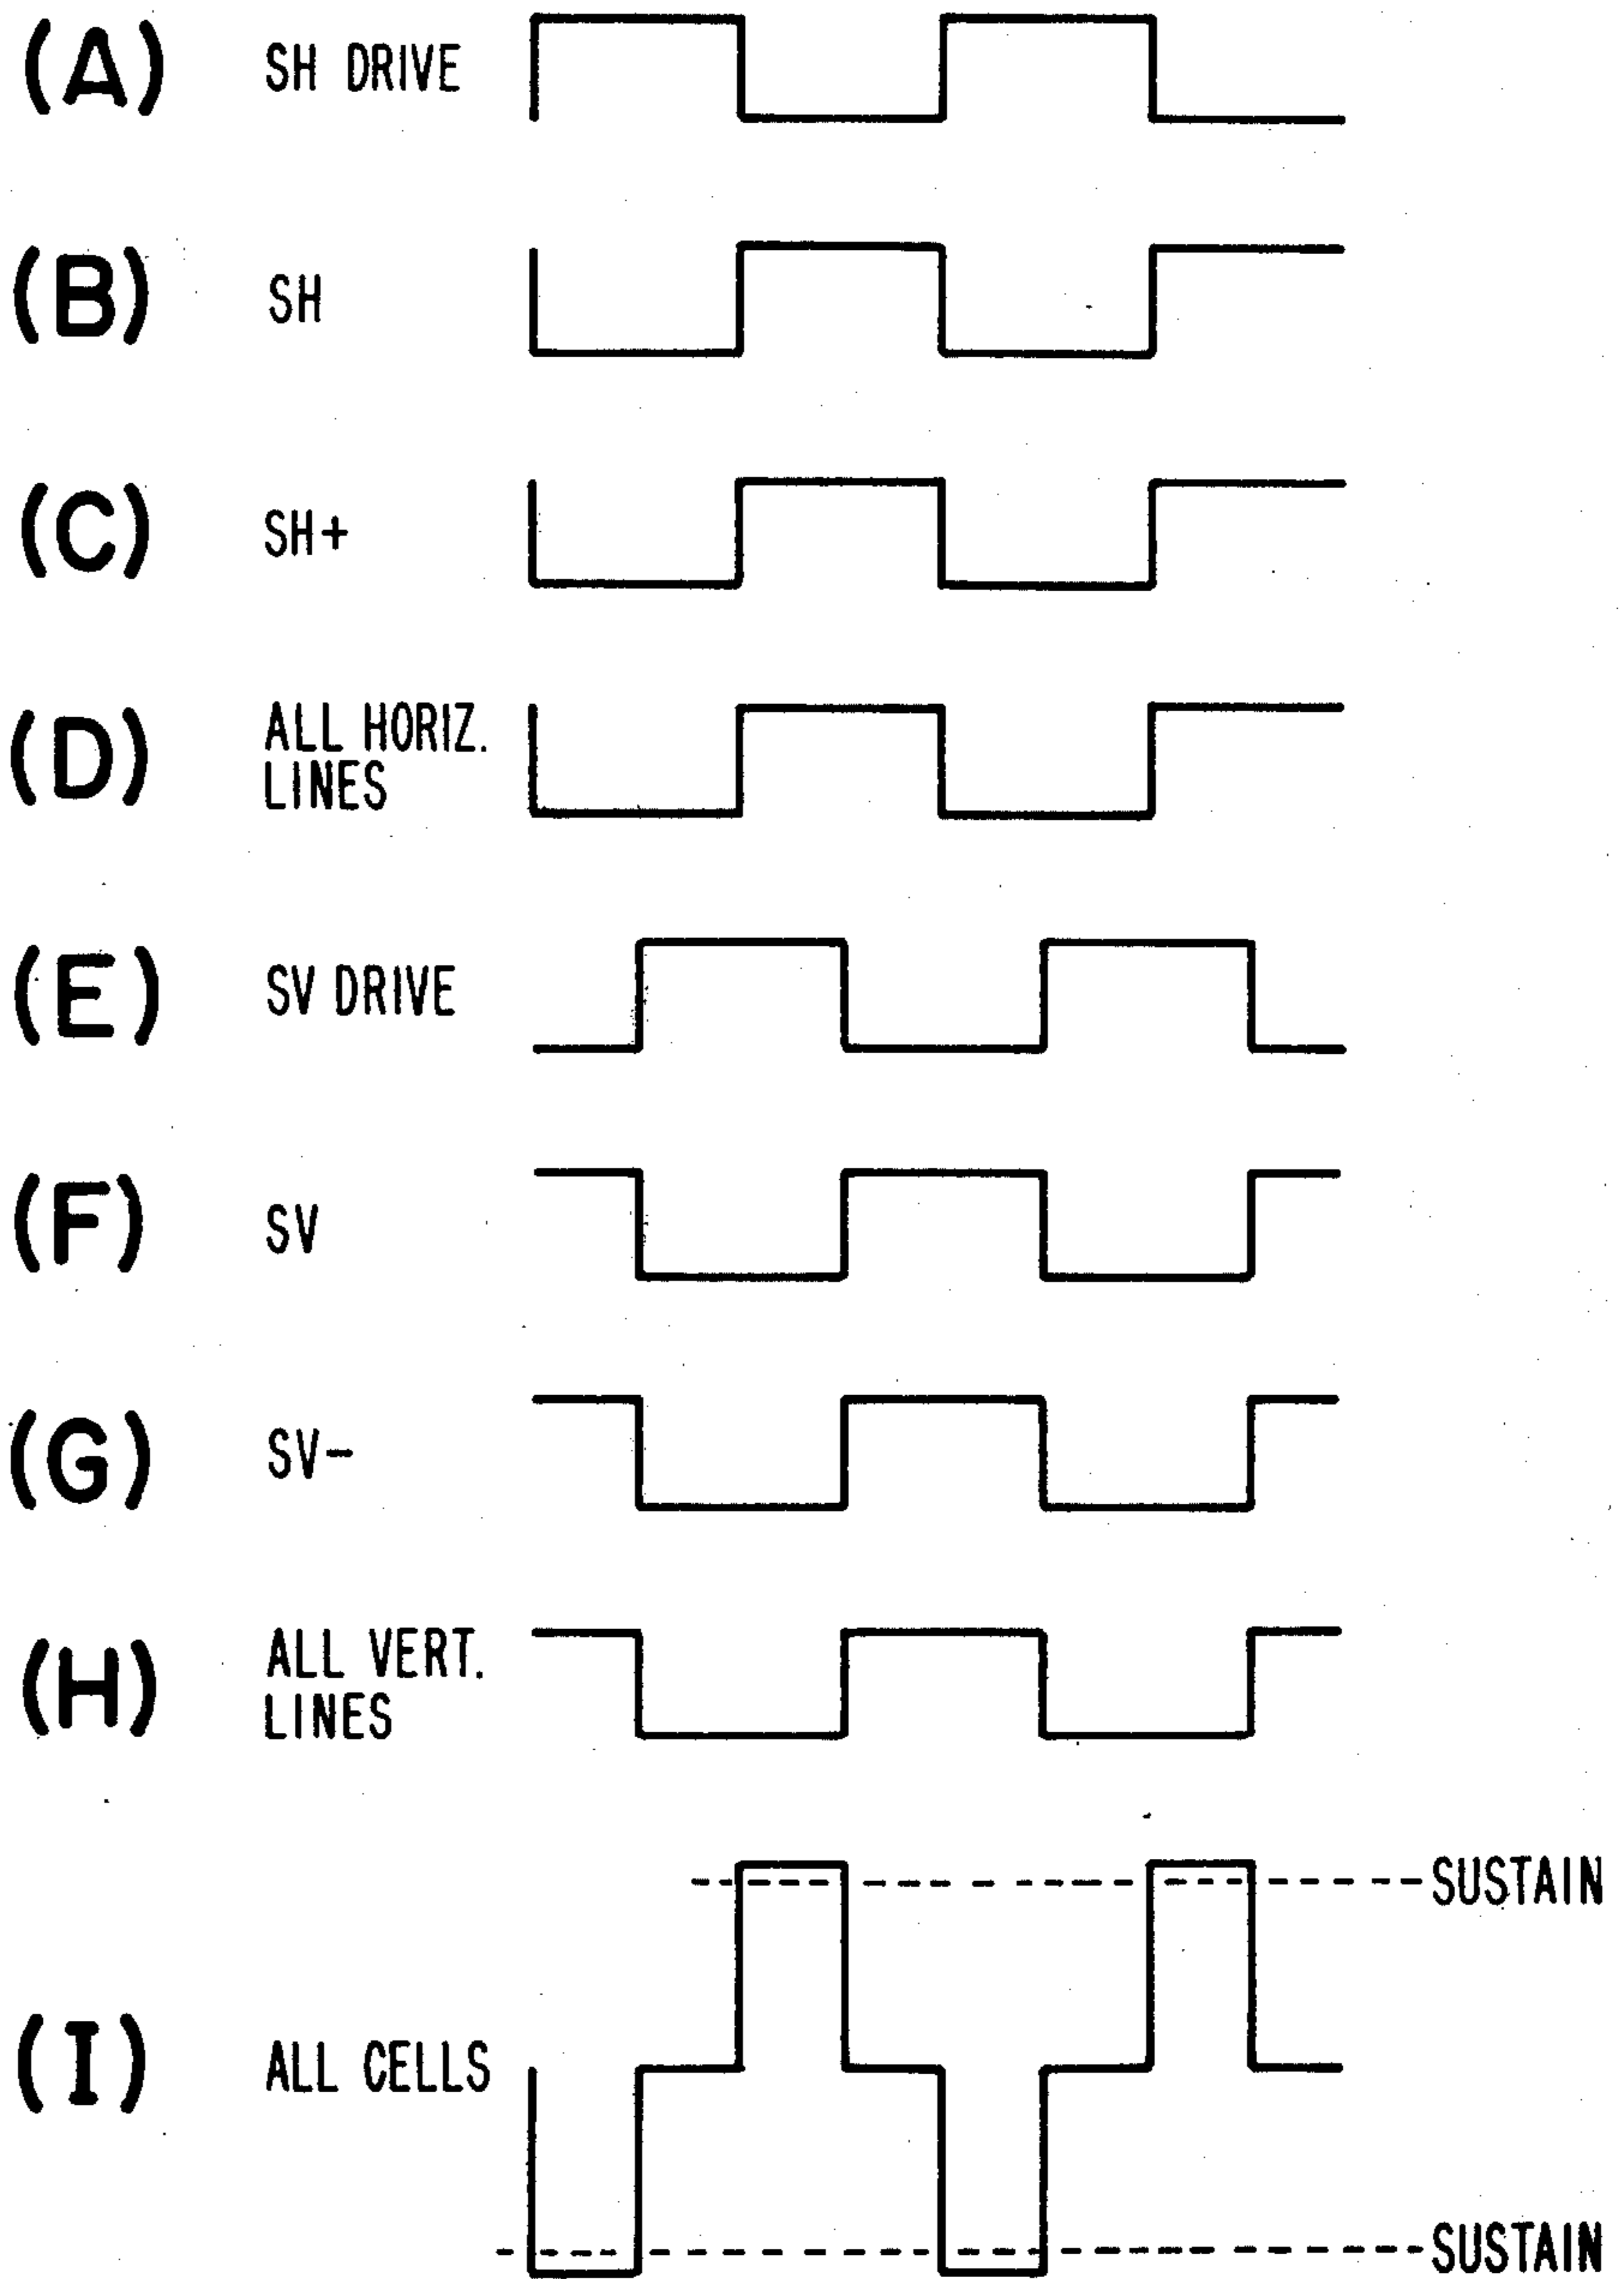 (A) SH DRIVE
(B) SH
(C) SH+
(D) ALL HORIZ.
LINES
(E) SV DRIVE
(F) SV
(G) SV-
(H) ALL VERT.
LINES
SUSTAIN
(I) ALL CELLS
SUSTAIN